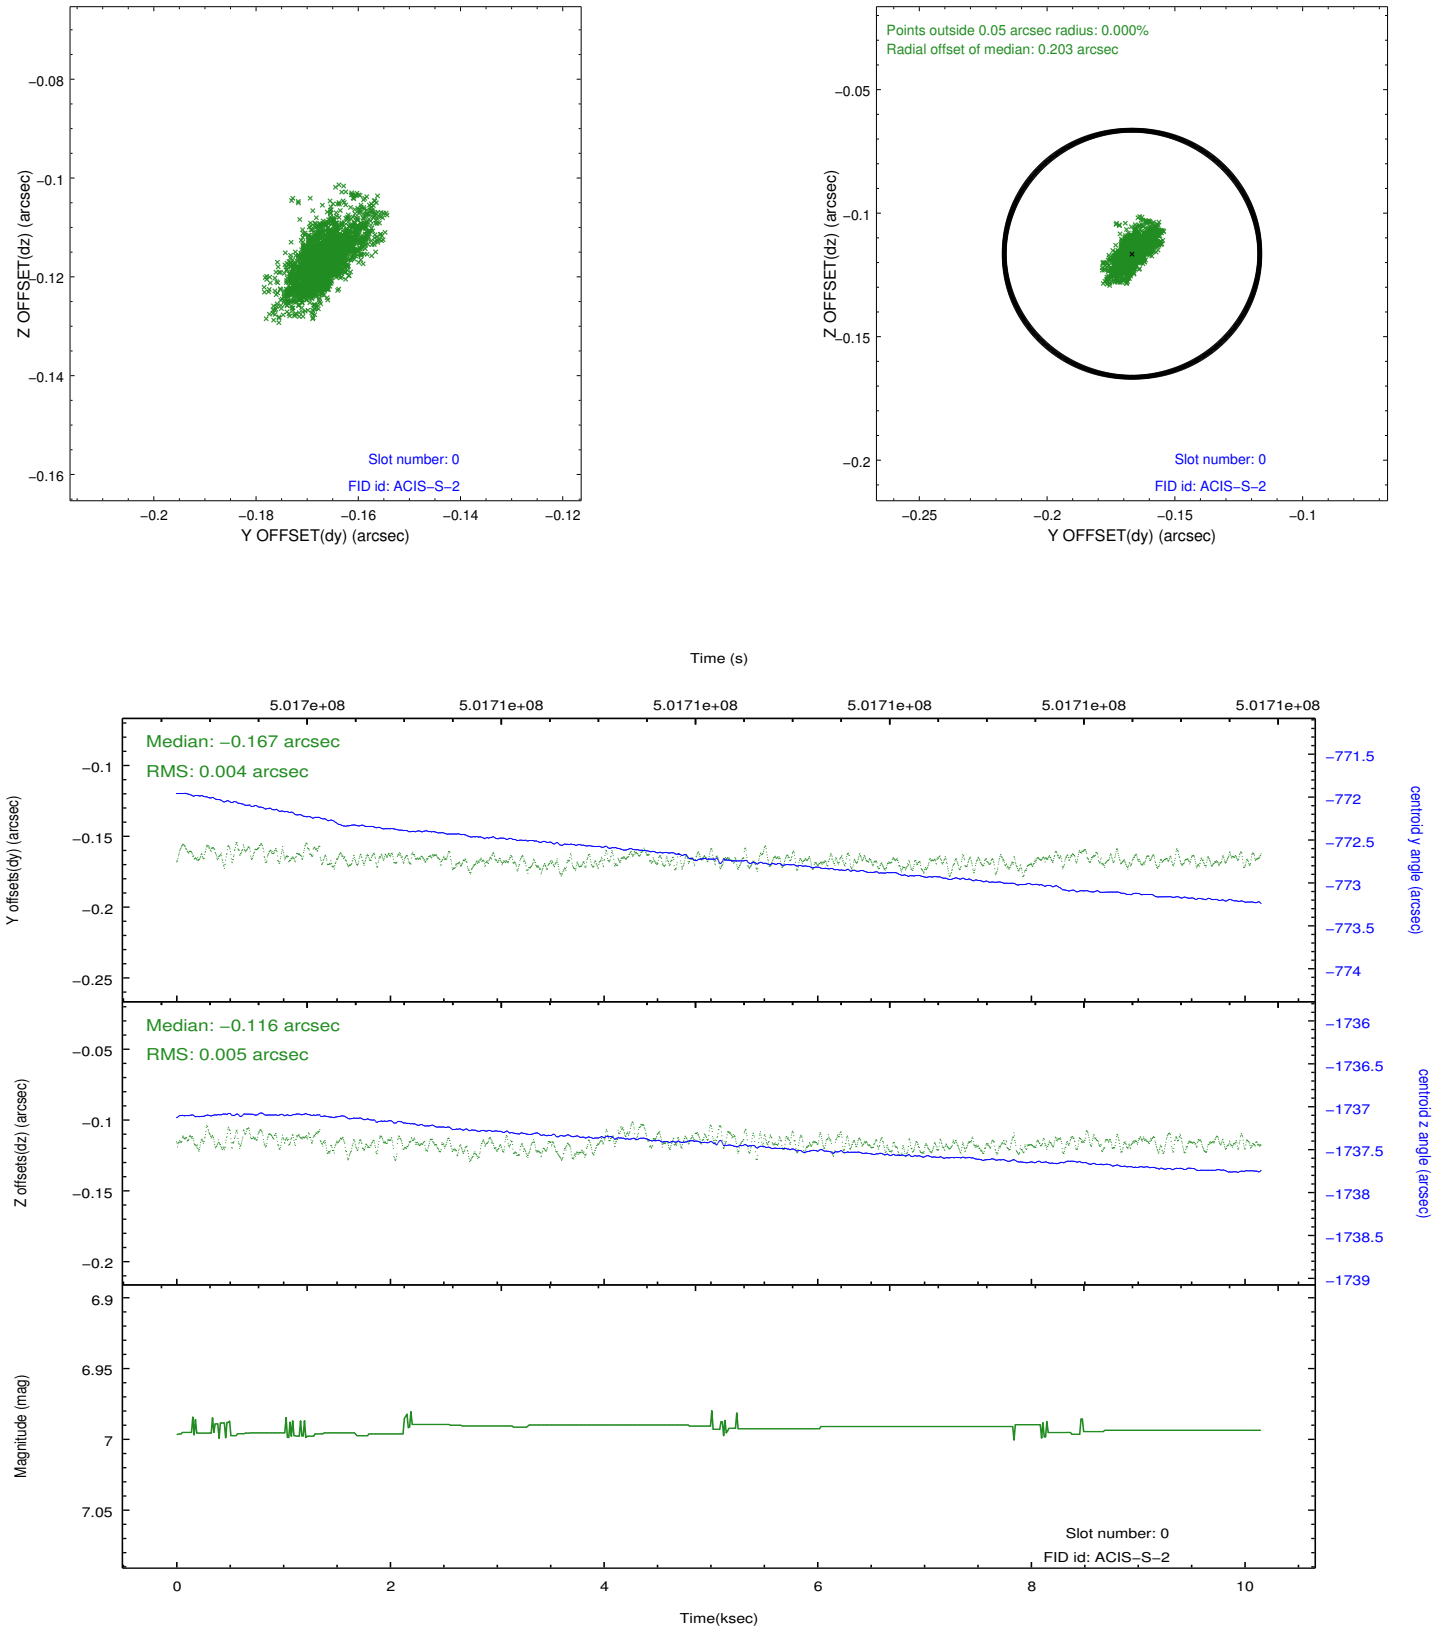 −0.08
−0.1
−0.12
−0.14
−0.16
Z OFFSET(dz) (arcsec)
Slot number: 0
FID id: ACIS−S−2
−0.2
−0.18
−0.16
−0.14
−0.12
Y OFFSET(dy) (arcsec)
Points outside 0.05 arcsec radius: 0.000%
Radial offset of median: 0.203 arcsec
−0.05
−0.1
−0.15
−0.2
Z OFFSET(dz) (arcsec)
Slot number: 0
FID id: ACIS−S−2
−0.25
−0.2
−0.15
−0.1
Y OFFSET(dy) (arcsec)
Time (s)
5.017e+08
5.0171e+08
5.0171e+08
5.0171e+08
5.0171e+08
5.0171e+08
Median: −0.167 arcsec
RMS: 0.004 arcsec
−0.1
−0.15
−0.2
−0.25
Y offsets(dy) (arcsec)
−771.5
−772
−772.5
−773
−773.5
−774
centroid y angle (arcsec)
Median: −0.116 arcsec
RMS: 0.005 arcsec
−0.05
−0.1
−0.15
−0.2
Z offsets(dz) (arcsec)
−1736
−1736.5
−1737
−1737.5
−1738
−1738.5
−1739
centroid z angle (arcsec)
6.9
6.95
7
7.05
Magnitude (mag)
Slot number: 0
FID id: ACIS−S−2
0
2
4
6
8
10
Time(ksec)